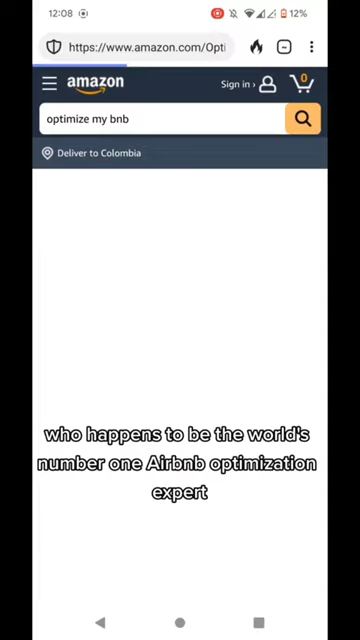 12:08
12%
https://www.amazon.com/Opti
amazon
Sign in ›
0
optimize my bnb
Deliver to Colombia
who happens to be the world's
number one Airbnb optimization
expert